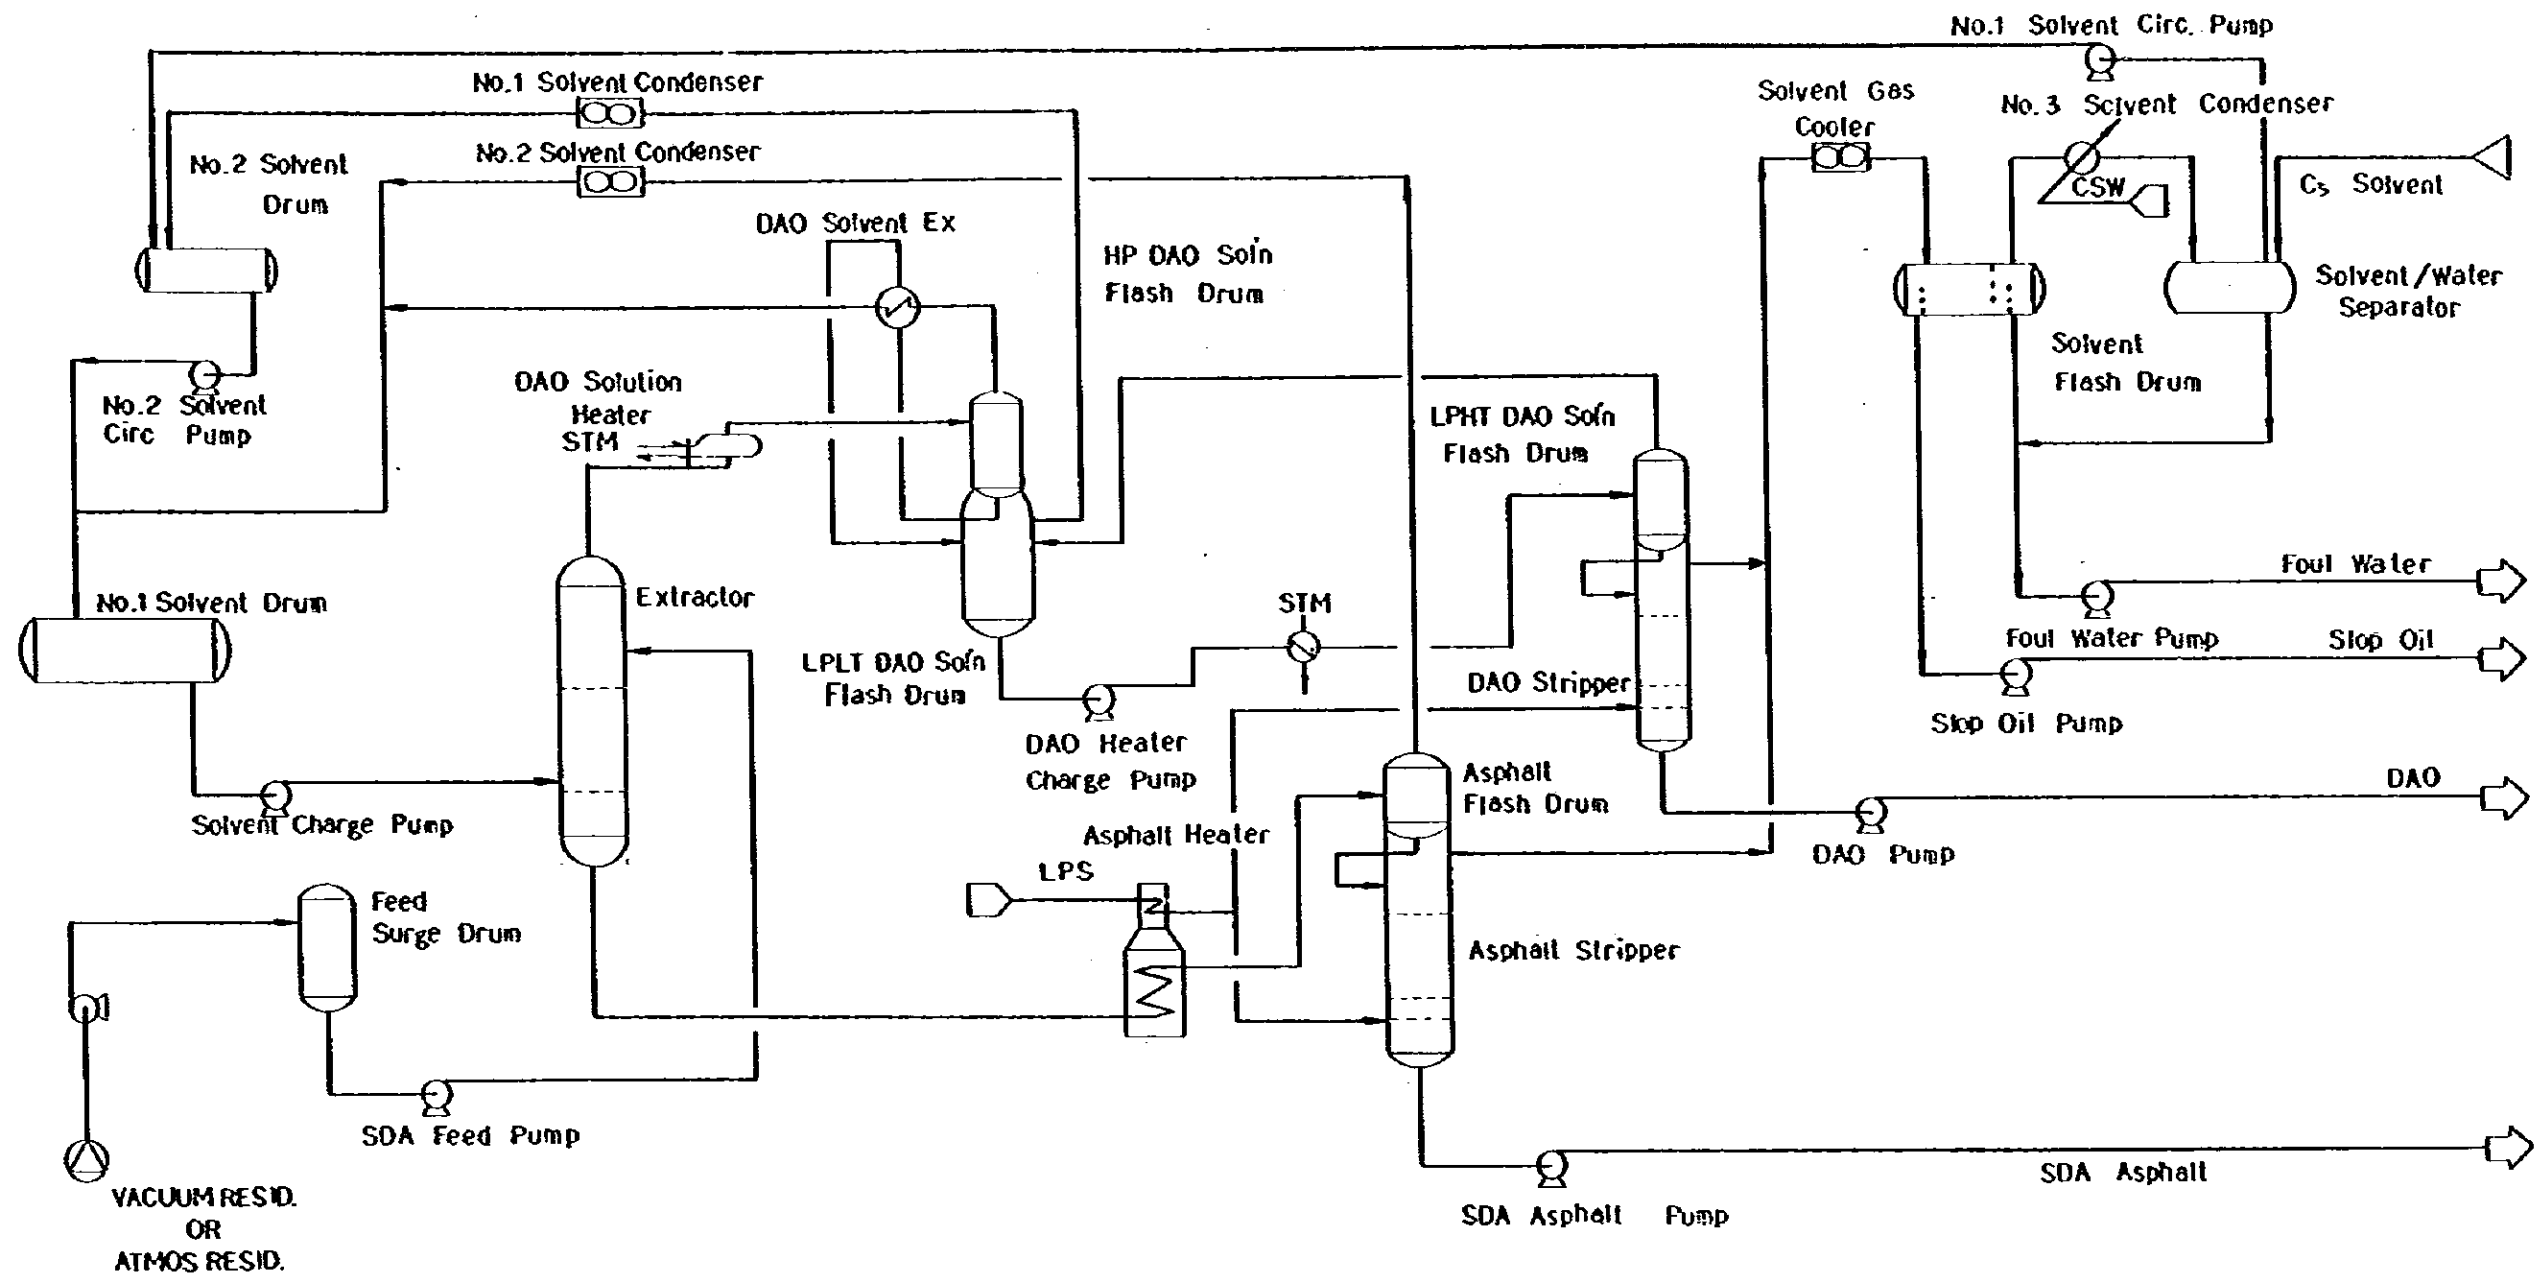 No.1 Solvent Circ. Pump
No.1 Solvent Condenser
Solvent Gas
Cooler
No.3 Solvent Condenser
No.2 Solvent Condenser
No.2 Solvent
Drum
CSW
C5 Solvent
DAO Solvent Ex
HP DAO Sol'n
Flash Drum
Solvent/Water
Separator
Solvent
Flash Drum
DAO Solution
Heater
STM
No.2 Solvent
Circ Pump
LPHT DAO Sol'n
Flash Drum
Foul Water
No.1 Solvent Drum
Extractor
STM
Foul Water Pump
Slop Oil
LPLT DAO Sol'n
Flash Drum
DAO Stripper
Slop Oil Pump
DAO Heater
Charge Pump
Asphalt
Flash Drum
DAO
Solvent Charge Pump
Asphalt Heater
DAO Pump
LPS
Feed
Surge Drum
Asphalt Stripper
SDA Feed Pump
SDA Asphalt
VACUUM RESID.
OR
ATMOS RESID.
SDA Asphalt Pump